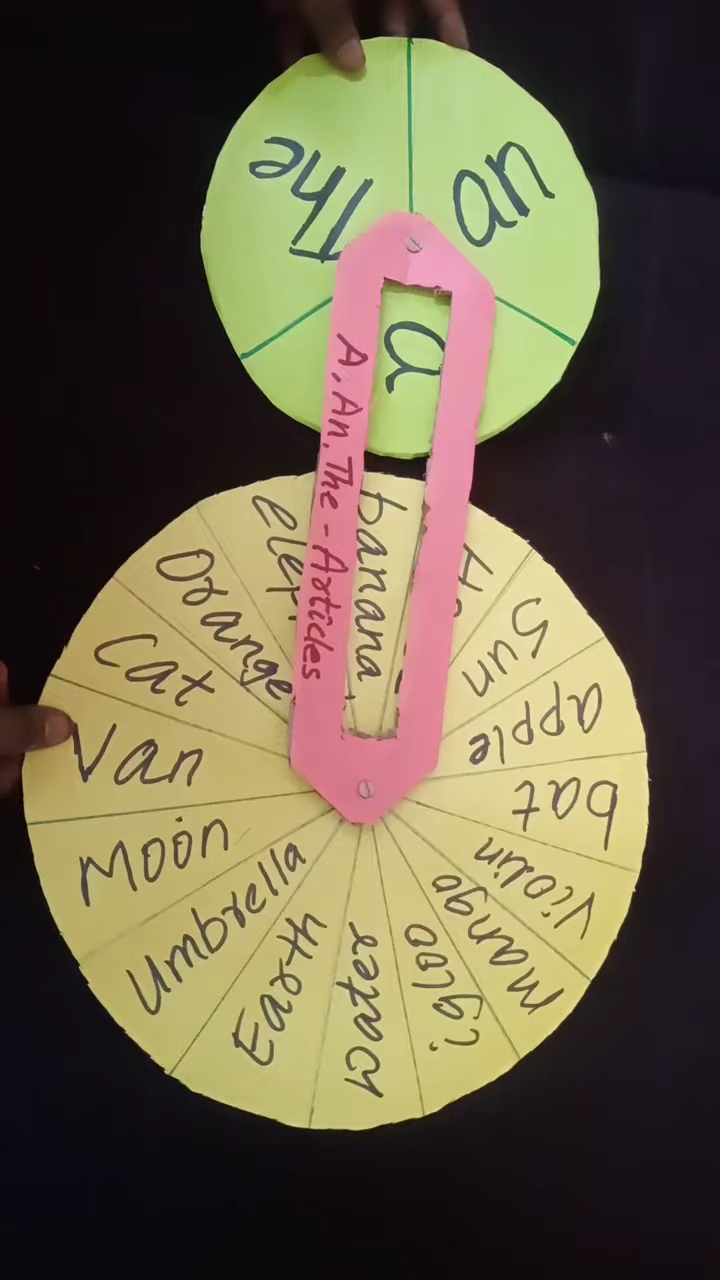 The
an
a
A, An, The - Articles
banana
Sun
apple
bat
Violin
mango
igloo
water
Earth
Umbrella
Moon
Van
Cat
Orange